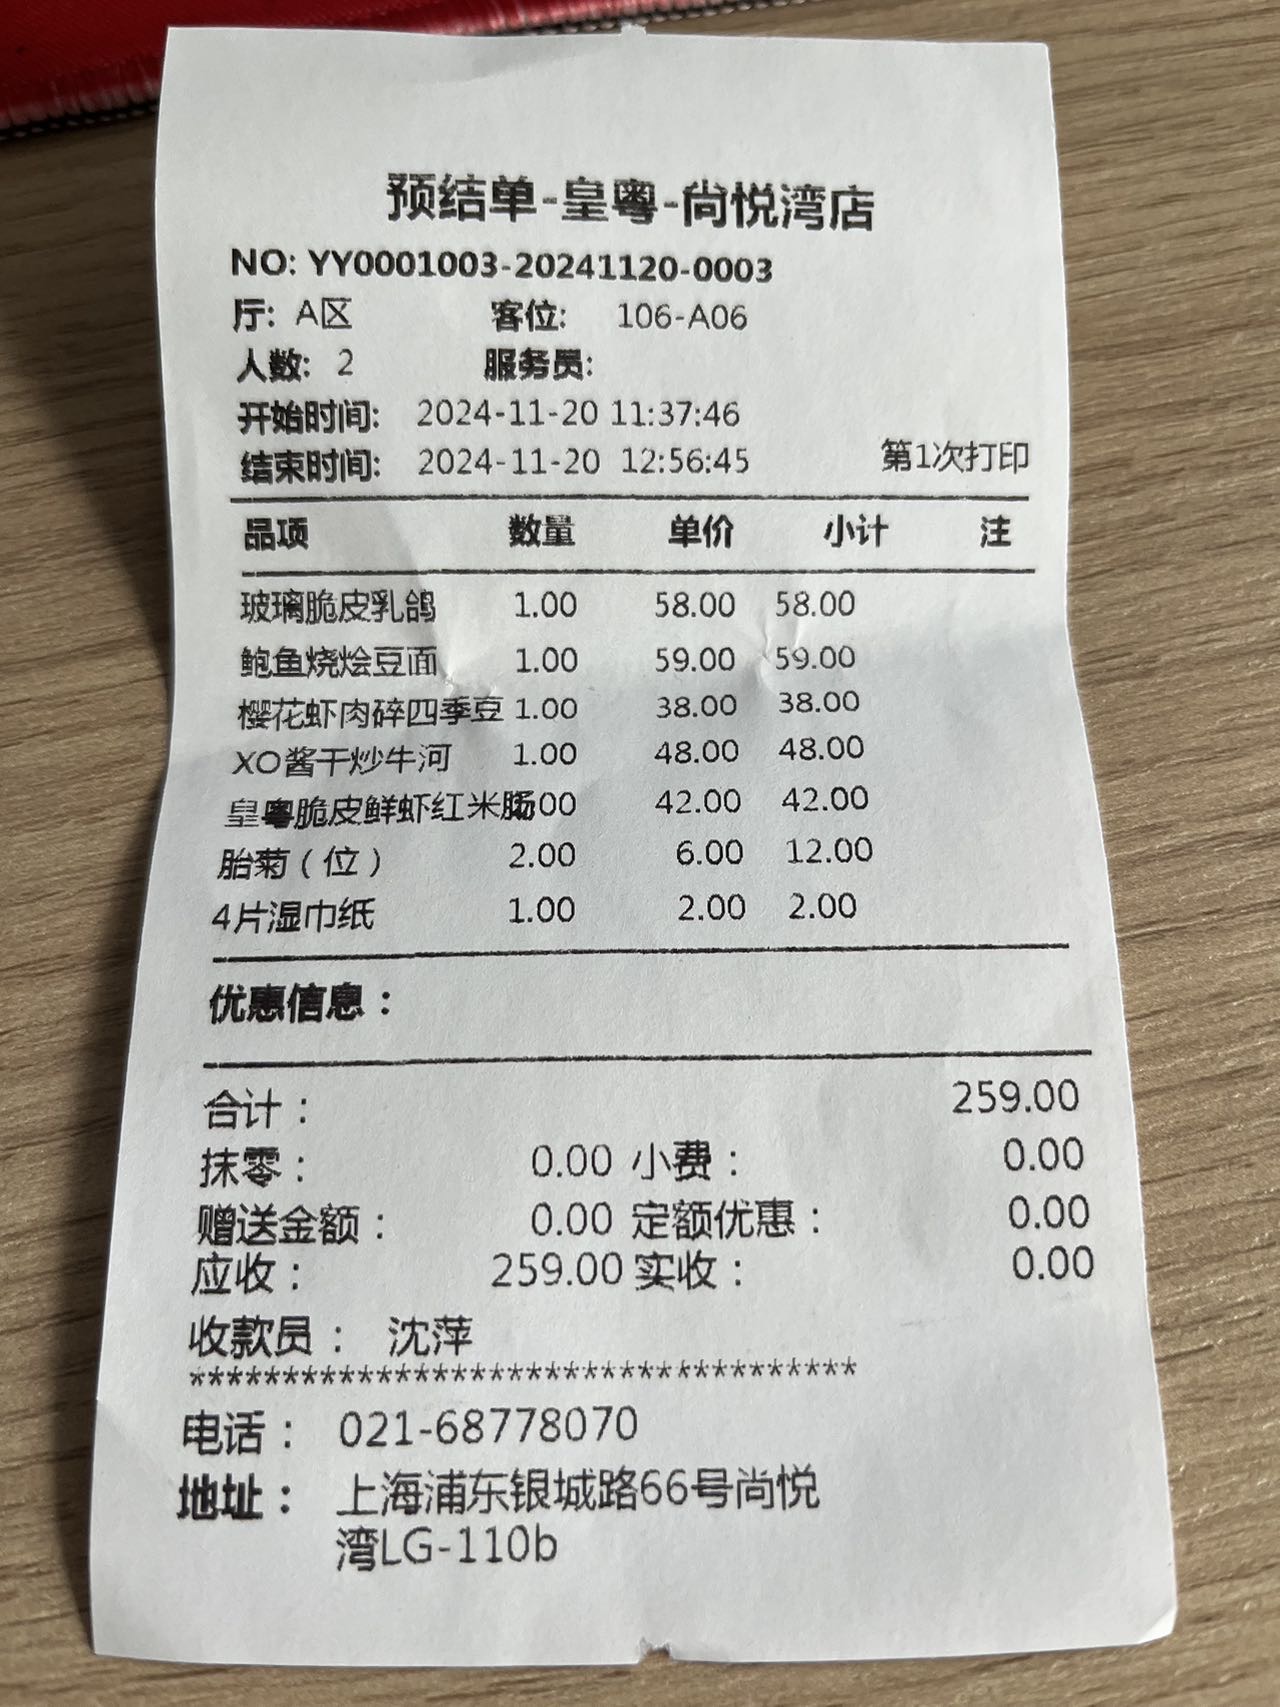 预结单-皇粤-尚悦湾店
NO: YY0001003-20241120-0003
厅: A区 客位: 106-A06
人数: 2 服务员:
开始时间: 2024-11-20 11:37:46
结束时间: 2024-11-20 12:56:45 第1次打印
品项 数量 单价 小计 注
玻璃脆皮乳鸽 1.00 58.00 58.00
鲍鱼烧烩豆面 1.00 59.00 59.00
樱花虾肉碎四季豆 1.00 38.00 38.00
XO酱干炒牛河 1.00 48.00 48.00
皇粤脆皮鲜虾红米肠 1.00 42.00 42.00
胎菊（位） 2.00 6.00 12.00
4片湿巾纸 1.00 2.00 2.00
优惠信息：
合计： 259.00
抹零： 0.00 小费： 0.00
赠送金额： 0.00 定额优惠： 0.00
应收： 259.00 实收： 0.00
收款员： 沈萍
************************************
电话： 021-68778070
地址： 上海浦东银城路66号尚悦
湾LG-110b